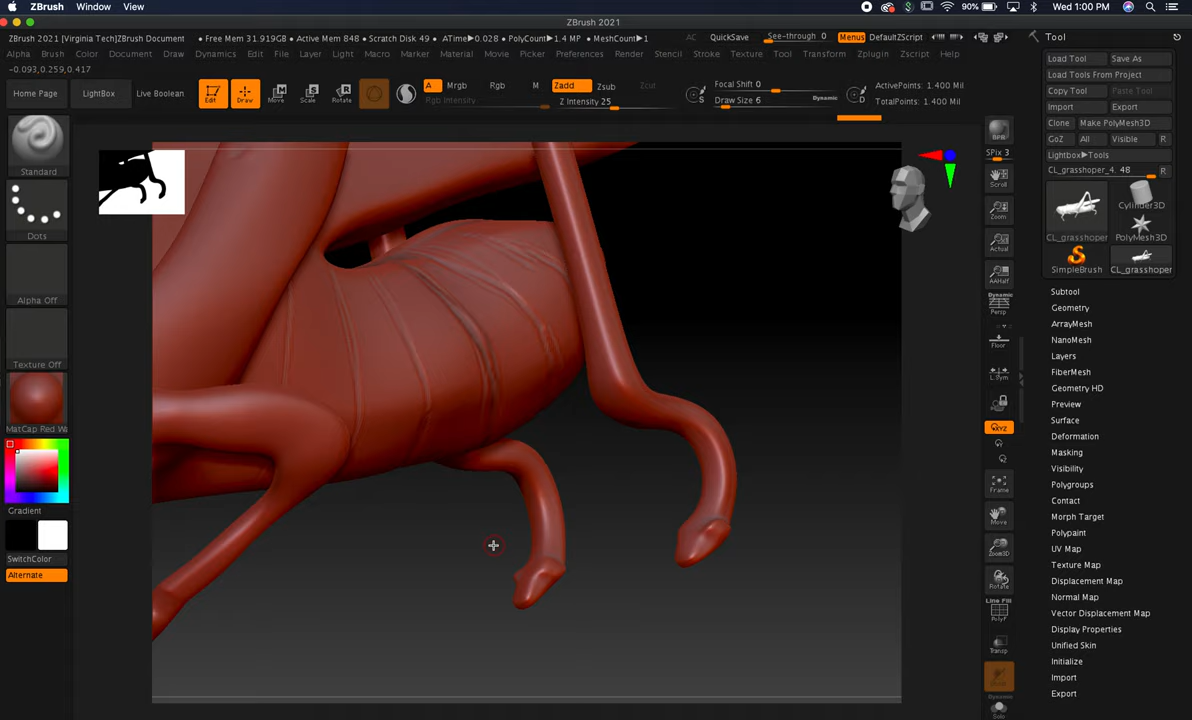 Window View
90% Wed 1:00 PM
ZBrush 2021
ZBrush 2021 [Virginia Tech]ZBrush Document • Free Mem 31.919GB • Active Mem 848 • Scratch Disk 49 • ATime▶0.028 • PolyCount▶1.4 MP • MeshCount▶1
AC QuickSave See-through 0 Menus DefaultZScript
Alpha Brush Color Document Draw Dynamics Edit File Layer Light Macro Marker Material Movie Picker Preferences Render Stencil Stroke Texture Tool Transform Zplugin Zscript Help
-0.093,0.259,0.417
Home Page LightBox Live Boolean
Edit Draw Move Scale Rotate
A Mrgb Rgb M Zadd Zsub Zcut
Rgb Intensity Z Intensity 25
Focal Shift 0
Draw Size 6 Dynamic
S D
ActivePoints: 1.400 Mil
TotalPoints: 1.400 Mil
Standard
Dots
Alpha Off
Texture Off
MatCap Red Wa
Gradient
SwitchColor
Alternate
BPR
SPix 3
Scroll
Zoom
Actual
AAHalf
Dynamic
Persp
Floor
L.Sym
XYZ
Frame
Move
Zoom3D
Rotate
Line Fill
PolyF
Transp
Dynamic
Solo
Tool
Load Tool Save As
Load Tools From Project
Copy Tool Paste Tool
Import Export
Clone Make PolyMesh3D
GoZ All Visible R
Lightbox▶Tools
CL_grasshoper_4. 48 R
CL_grasshoper Cylinder3D
PolyMesh3D
SimpleBrush CL_grasshoper
Subtool
Geometry
ArrayMesh
NanoMesh
Layers
FiberMesh
Geometry HD
Preview
Surface
Deformation
Masking
Visibility
Polygroups
Contact
Morph Target
Polypaint
UV Map
Texture Map
Displacement Map
Normal Map
Vector Displacement Map
Display Properties
Unified Skin
Initialize
Import
Export